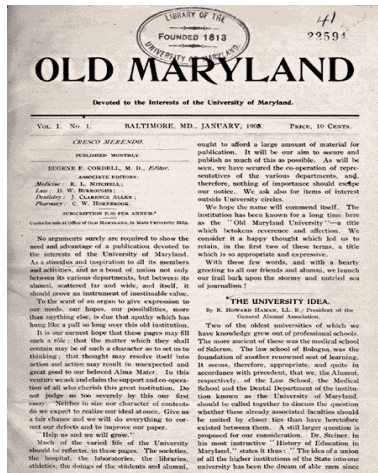 LIBRARY OF THE
FOUNDED 1813
UNIVERSITY OF MARYLAND.
41
22594
OLD MARYLAND
Devoted to the Interests of the University of Maryland.
VOL. I. No. 1.
BALTIMORE, MD., JANUARY, 1905.
PRICE, 10 CENTS.
CRESCO MERENDO.
PUBLISHED MONTHLY.
EUGENE F. CORDELL, M. D., Editor.
ASSOCIATE EDITORS:
Medicine: R. L. MITCHELL;
Law: D. W. BURROUGHS;
Dentistry: J. CLARENCE ALLEN;
Pharmacy: C. W. HORNBROOK.
SUBSCRIPTION $1.00 PER ANNUM.
Copies for sale at Office of OLD MARYLAND, in Main University Bldg.
No arguments surely are required to show the
need and advantage of a publication devoted to
the interests of the University of Maryland.
As a stimulus and inspiration to all its members
and activities, and as a bond of union not only
between its various departments, but between its
alumni, scattered far and wide, and itself, it
should prove an instrument of inestimable value.
To the want of an organ to give expression to
our needs, our hopes, our possibilities, more
than anything else, is due that apathy which has
hung like a pall so long over this old institution.
It is our earnest hope that these pages may fill
such a rôle; that the matter which they shall
contain may be of such a character as to set us to
thinking; that thought may resolve itself into
action and action may result in unexpected and
great good to our beloved Alma Mater. In this
venture we ask and claim the support and co-opera-
tion of all who cherish this great institution. Do
not judge us too severely by this our first
essay. Neither in size nor character of contents
do we expect to realize our ideal at once. Give us
a fair chance and we will do everything to cor-
rect our defects and to improve our paper.
"Help us and we will grow."
Much of the varied life of the University
should be reflected in these pages. The societies,
the hospital, the laboratories, the libraries,
athletics, the doings of the students and alumni,
ought to afford a large amount of material for
publication. It will be our aim to secure and
publish as much of this as possible. As will be
seen, we have secured the co-operation of repre-
sentatives of the various departments, and,
therefore, nothing of importance should escape
our notice. We ask also for items of interest
outside University circles.
We hope the name will commend itself. The
institution has been known for a long time here
as the "Old Maryland University"—a title
which betokens reverence and affection. We
consider it a happy thought which led us to
retain, in the first two of these terms, a title
which is so appropriate and expressive.
With these few words, and with a hearty
greeting to all our friends and alumni, we launch
our frail bark upon the stormy and untried sea
of journalism!
THE UNIVERSITY IDEA.
By B. HOWARD HAMAN, LL. B., President of the
General Alumni Association.
Two of the oldest universities of which we
have knowledge grew out of professional schools.
The more ancient of these was the medical school
of Salerno. The law school of Bologna, was the
foundation of another renowned seat of learning.
It seems, therefore, appropriate, and quite in
accordance with precedent, that we, the Alumni,
respectively, of the Law School, the Medical
School and the Dental Department of the institu-
tion known as the University of Maryland,
should be called together to discuss the question
whether these already associated faculties should
be united by closer ties than have heretofore
existed between them. A still larger question is
proposed for our consideration. Dr. Steiner, in
his most instructive "History of Education in
Maryland," states it thus: "The idea of a union
of all the higher institutions of the State into one
university has been the dream of able men since